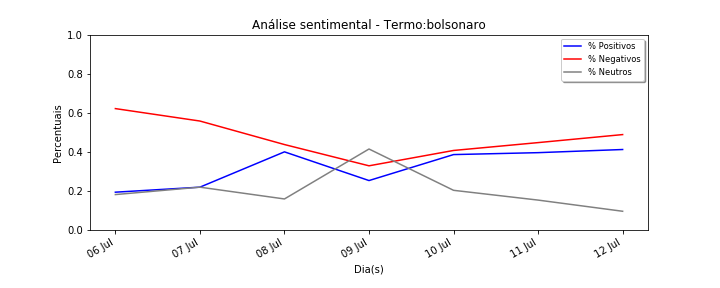 Análise sentimental - Termo:bolsonaro
% Positivos
% Negativos
% Neutros
Percentuais
1.0
0.8
0.6
0.4
0.2
0.0
06 Jul
07 Jul
08 Jul
09 Jul
10 Jul
11 Jul
12 Jul
Dia(s)